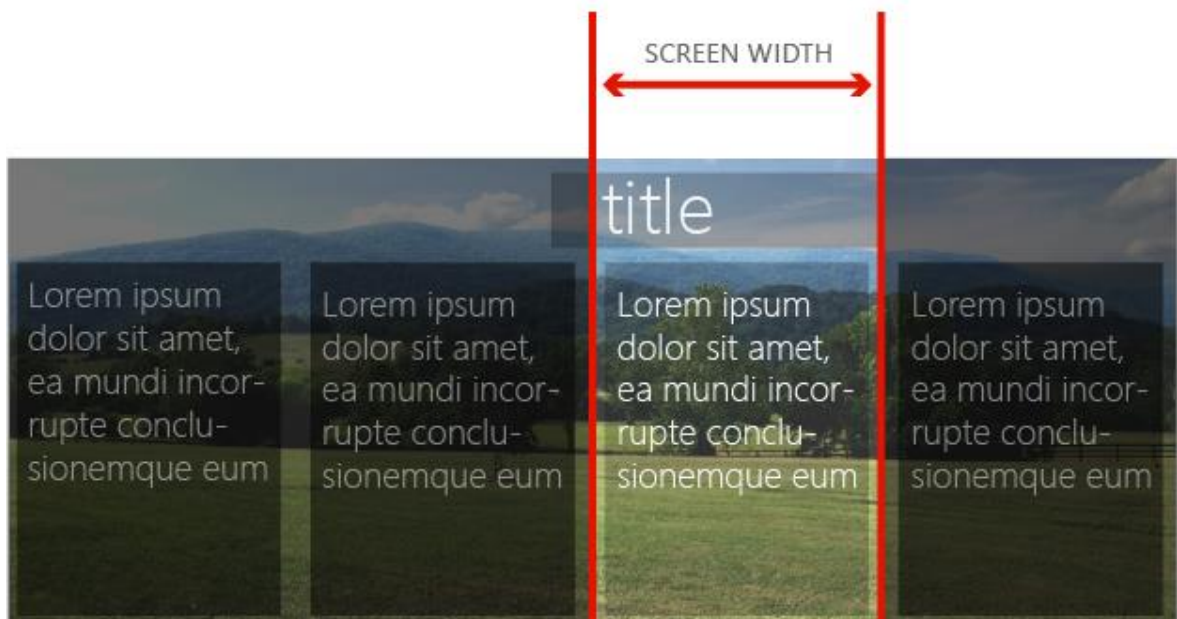 SCREEN WIDTH
title
Lorem ipsum
dolor sit amet,
ea mundi incor-
rupte conclu-
sionemque eum
Lorem ipsum
dolor sit amet,
ea mundi incor-
rupte conclu-
sionemque eum
Lorem ipsum
dolor sit amet,
ea mundi incor-
rupte conclu-
sionemque eum
Lorem ipsum
dolor sit amet,
ea mundi incor-
rupte conclu-
sionemque eum